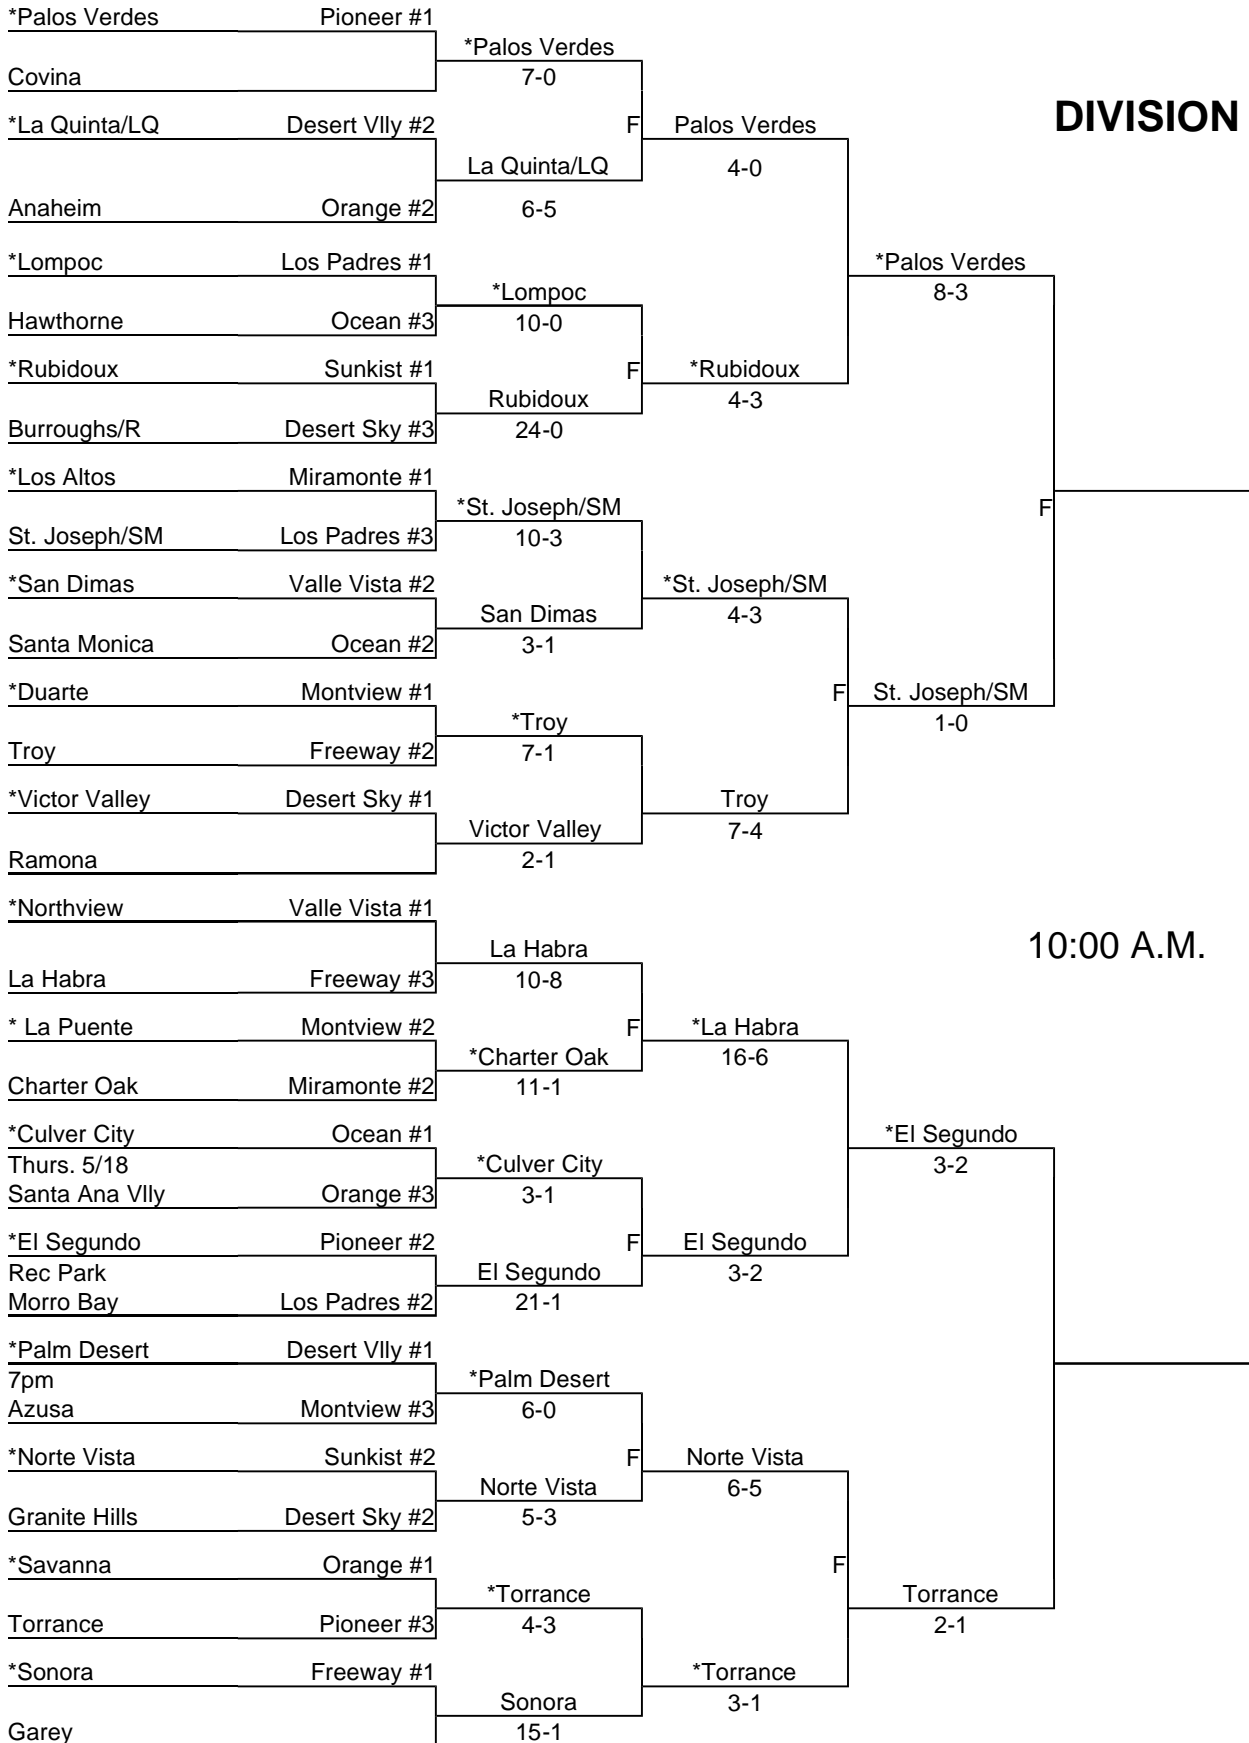 *Palos Verdes Pioneer #1
*Palos Verdes
Covina 7-0
DIVISION
*La Quinta/LQ Desert Vlly #2 F Palos Verdes
La Quinta/LQ 4-0
Anaheim Orange #2 6-5
*Lompoc Los Padres #1 *Palos Verdes
*Lompoc 8-3
Hawthorne Ocean #3 10-0
*Rubidoux Sunkist #1 F *Rubidoux
Rubidoux 4-3
Burroughs/R Desert Sky #3 24-0
*Los Altos Miramonte #1
*St. Joseph/SM F
St. Joseph/SM Los Padres #3 10-3
*San Dimas Valle Vista #2 *St. Joseph/SM
San Dimas 4-3
Santa Monica Ocean #2 3-1
*Duarte Montview #1 F St. Joseph/SM
*Troy 1-0
Troy Freeway #2 7-1
*Victor Valley Desert Sky #1 Troy
Victor Valley 7-4
Ramona 2-1
*Northview Valle Vista #1
La Habra 10:00 A.M.
La Habra Freeway #3 10-8
* La Puente Montview #2 F *La Habra
*Charter Oak 16-6
Charter Oak Miramonte #2 11-1
*Culver City Ocean #1 *El Segundo
Thurs. 5/18 *Culver City 3-2
Santa Ana Vlly Orange #3 3-1
*El Segundo Pioneer #2 F El Segundo
Rec Park El Segundo 3-2
Morro Bay Los Padres #2 21-1
*Palm Desert Desert Vlly #1
7pm *Palm Desert
Azusa Montview #3 6-0
*Norte Vista Sunkist #2 F Norte Vista
Norte Vista 6-5
Granite Hills Desert Sky #2 5-3
*Savanna Orange #1 F
*Torrance Torrance
Torrance Pioneer #3 4-3 2-1
*Sonora Freeway #1 *Torrance
Sonora 3-1
Garey 15-1